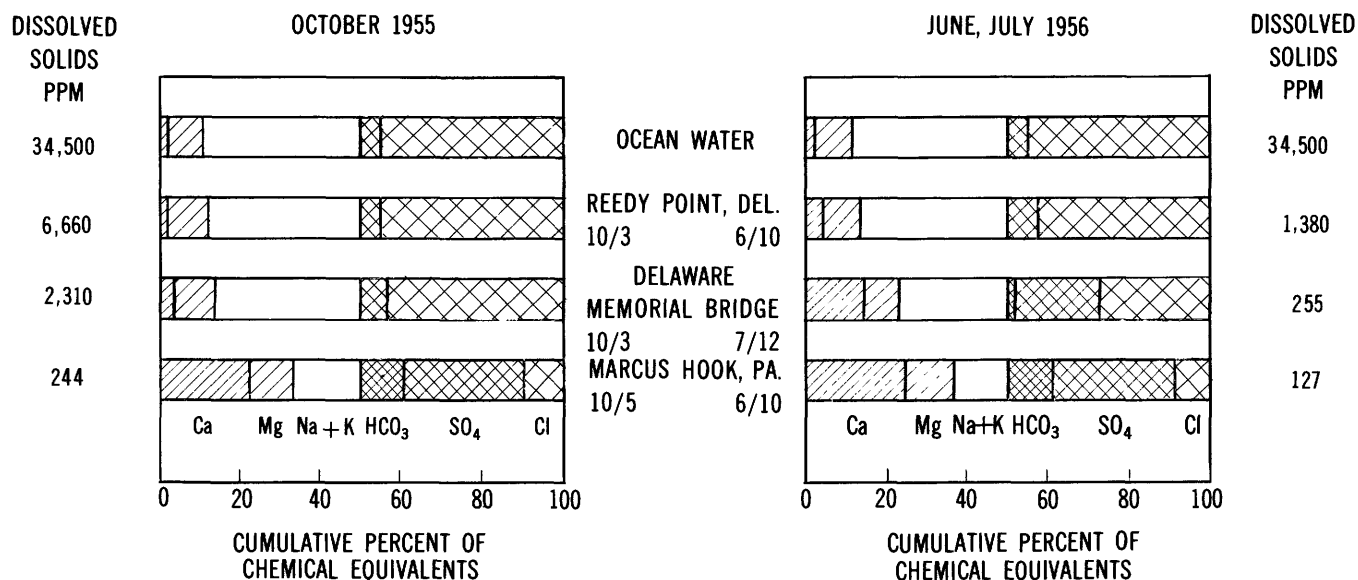 DISSOLVED
SOLIDS
PPM
OCTOBER 1955
JUNE, JULY 1956
DISSOLVED
SOLIDS
PPM
34,500
OCEAN WATER
34,500
6,660
REEDY POINT, DEL.
10/3 6/10
1,380
2,310
DELAWARE
MEMORIAL BRIDGE
10/3 7/12
255
244
MARCUS HOOK, PA.
10/5 6/10
127
Ca Mg Na + K HCO₃ SO₄ Cl
Ca Mg Na+K HCO₃ SO₄ Cl
0 20 40 60 80 100
0 20 40 60 80 100
CUMULATIVE PERCENT OF
CHEMICAL EQUIVALENTS
CUMULATIVE PERCENT OF
CHEMICAL EQUIVALENTS